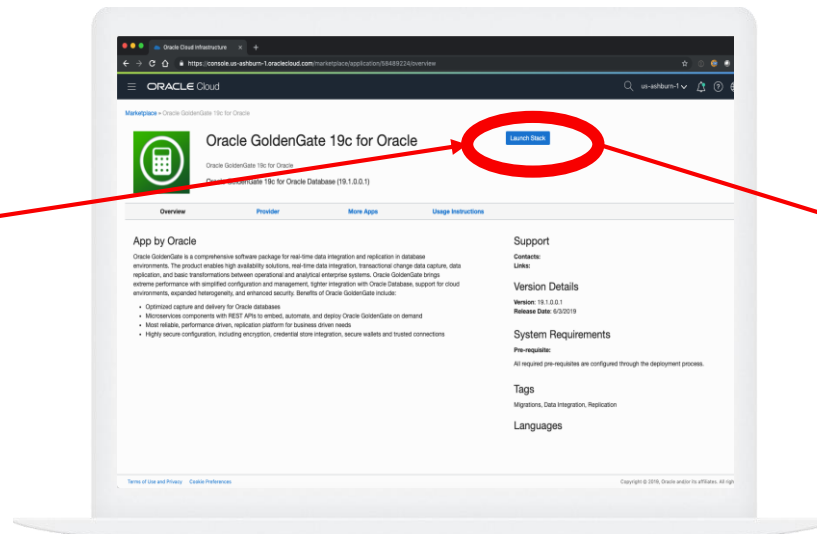 Oracle Cloud Infrastructure
https://console.us-ashburn-1.oraclecloud.com/marketplace/application/58489224/overview
ORACLE Cloud
us-ashburn-1
Marketplace » Oracle GoldenGate 19c for Oracle
Oracle GoldenGate 19c for Oracle
Launch Stack
Oracle GoldenGate 19c for Oracle
Oracle GoldenGate 19c for Oracle Database (19.1.0.0.1)
Overview
Provider
More Apps
Usage Instructions
App by Oracle
Oracle GoldenGate is a comprehensive software package for real-time data integration and replication in database
environments. The product enables high availability solutions, real-time data integration, transactional change data capture, data
replication, and basic transformations between operational and analytical enterprise systems. Oracle GoldenGate brings
extreme performance with simplified configuration and management, tighter integration with Oracle Database, support for cloud
environments, expanded heterogeneity, and enhanced security. Benefits of Oracle GoldenGate include:
• Optimized capture and delivery for Oracle databases
• Microservices components with REST APIs to embed, automate, and deploy Oracle GoldenGate on demand
• Most reliable, performance driven, replication platform for business driven needs
• Highly secure configuration, including encryption, credential store integration, secure wallets and trusted connections
Support
Contacts:
Links:
Version Details
Version: 19.1.0.0.1
Release Date: 6/3/2019
System Requirements
Pre-requisite:
All required pre-requisites are configured through the deployment process.
Tags
Migrations, Data Integration, Replication
Languages
Terms of Use and Privacy
Cookie Preferences
Copyright © 2019, Oracle and/or its affiliates. All righ